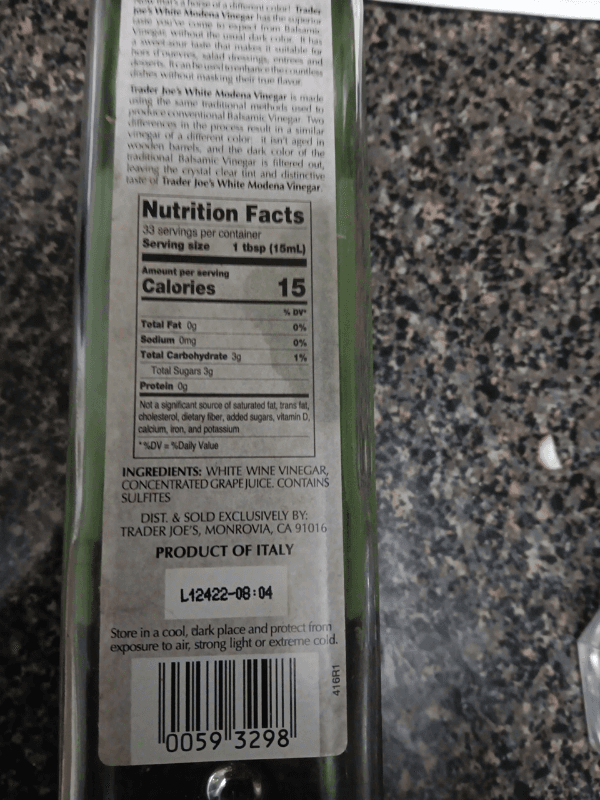 Now that's a horse of a different color! Trader
Joe's White Modena Vinegar has the superior
taste you've come to expect from Balsamic
Vinegar, without the usual dark color. It has
a sweet-sour taste that makes it suitable for
hors d'ouevres, salad dressings, entrees and
desserts. It can be used to enhance the countless
dishes without masking their true flavor.
Trader Joe's White Modena Vinegar is made
using the same traditional methods used to
produce conventional Balsamic Vinegar. Two
differences in the process result in a similar
vinegar of a different color: it isn't aged in
wooden barrels, and the dark color of the
traditional Balsamic Vinegar is filtered out,
leaving the crystal clear tint and distinctive
taste of Trader Joe's White Modena Vinegar.
Nutrition Facts
33 servings per container
Serving size 1 tbsp (15mL)
Amount per serving
Calories 15
% DV*
Total Fat 0g 0%
Sodium 0mg 0%
Total Carbohydrate 3g 1%
Total Sugars 3g
Protein 0g
Not a significant source of saturated fat, trans fat,
cholesterol, dietary fiber, added sugars, vitamin D,
calcium, iron, and potassium
*%DV = %Daily Value
INGREDIENTS: WHITE WINE VINEGAR,
CONCENTRATED GRAPE JUICE. CONTAINS
SULFITES
DIST. & SOLD EXCLUSIVELY BY:
TRADER JOE'S, MONROVIA, CA 91016
PRODUCT OF ITALY
L12422-08:04
Store in a cool, dark place and protect from
exposure to air, strong light or extreme cold.
416R1
0059 3298